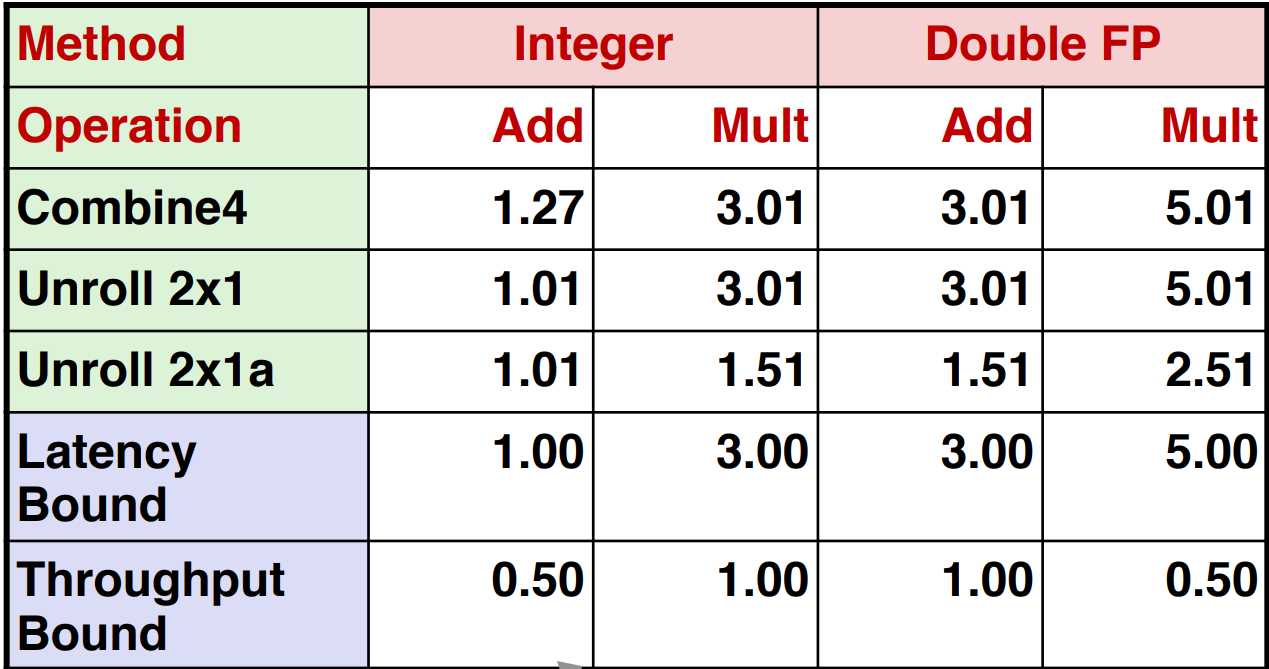 Method Integer Double FP
Operation Add Mult Add Mult
Combine4 1.27 3.01 3.01 5.01
Unroll 2x1 1.01 3.01 3.01 5.01
Unroll 2x1a 1.01 1.51 1.51 2.51
Latency 1.00 3.00 3.00 5.00
Bound
Throughput 0.50 1.00 1.00 0.50
Bound